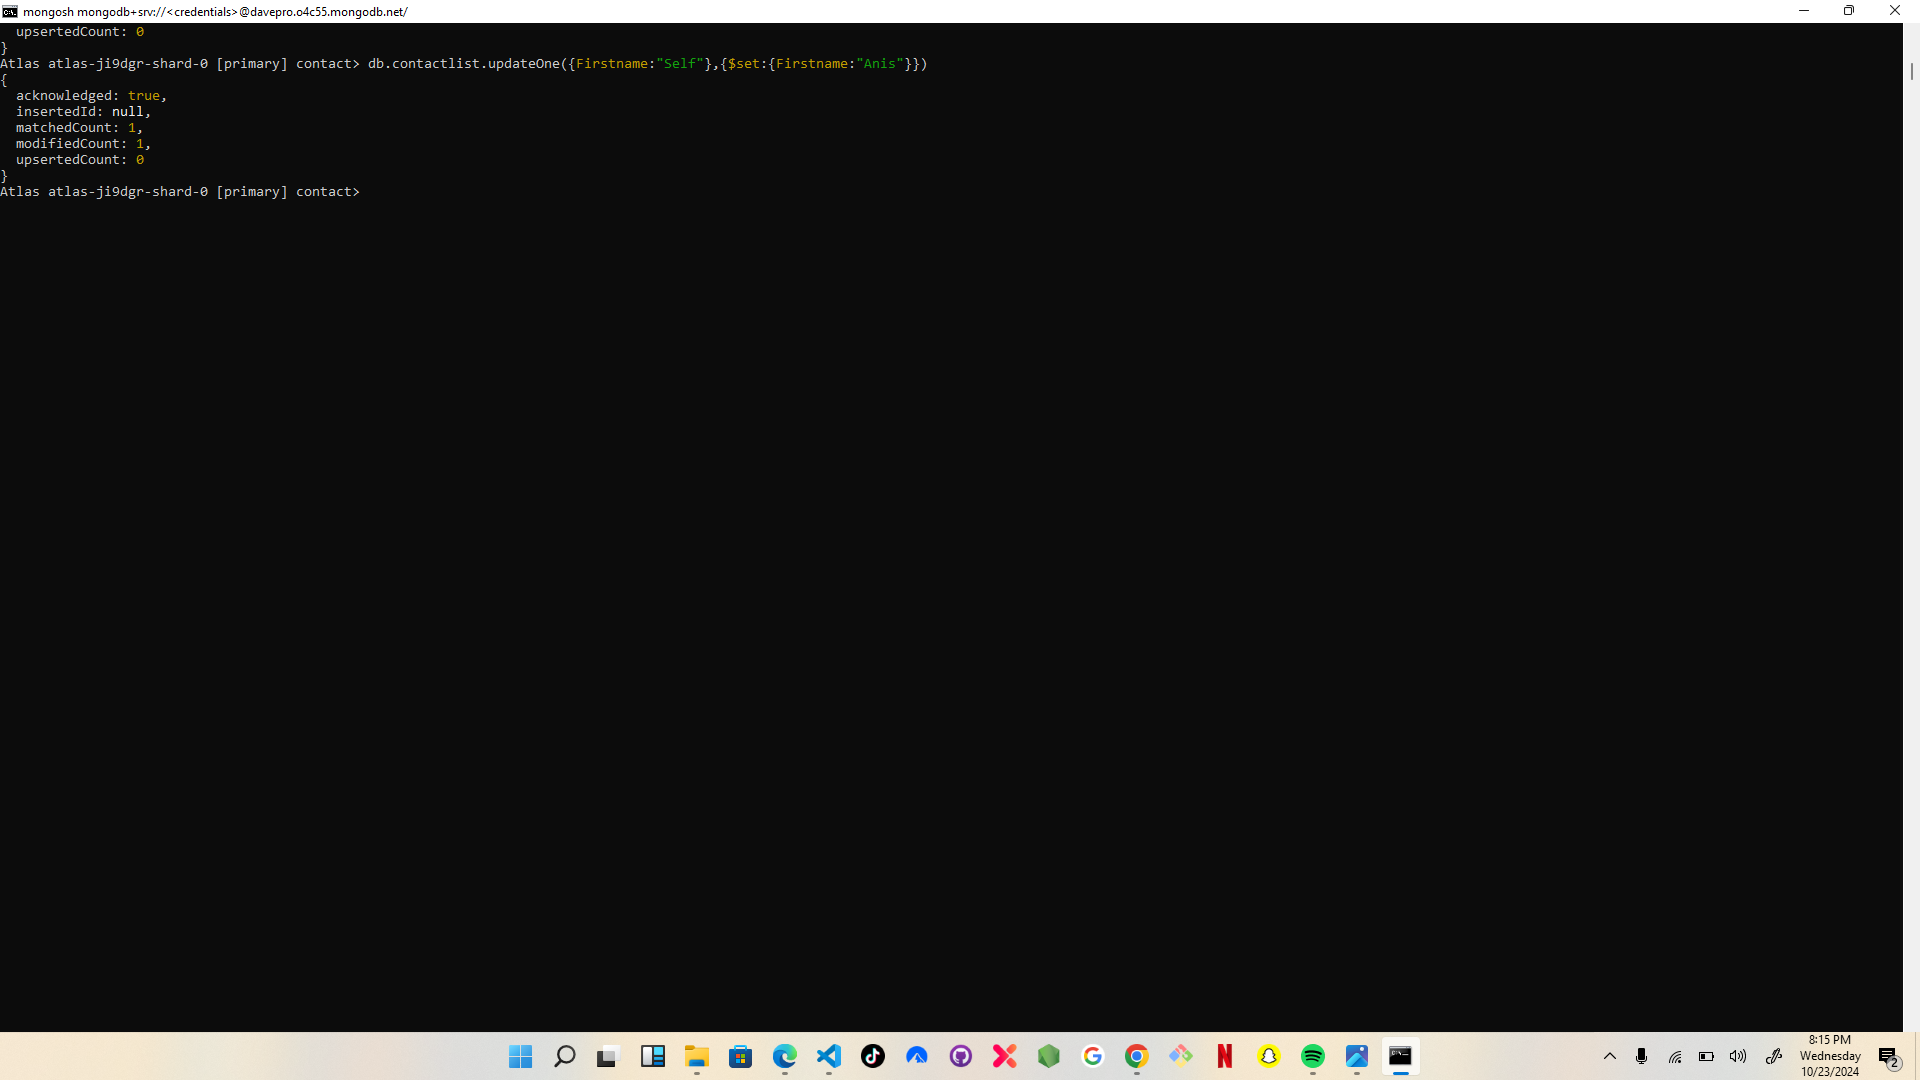 mongosh mongodb+srv://<credentials>@davepro.o4c55.mongodb.net/
  upsertedCount: 0
}
Atlas atlas-ji9dgr-shard-0 [primary] contact> db.contactlist.updateOne({Firstname:"Self"},{$set:{Firstname:"Anis"}})
{
  acknowledged: true,
  insertedId: null,
  matchedCount: 1,
  modifiedCount: 1,
  upsertedCount: 0
}
Atlas atlas-ji9dgr-shard-0 [primary] contact>
8:15 PM
Wednesday
10/23/2024
2